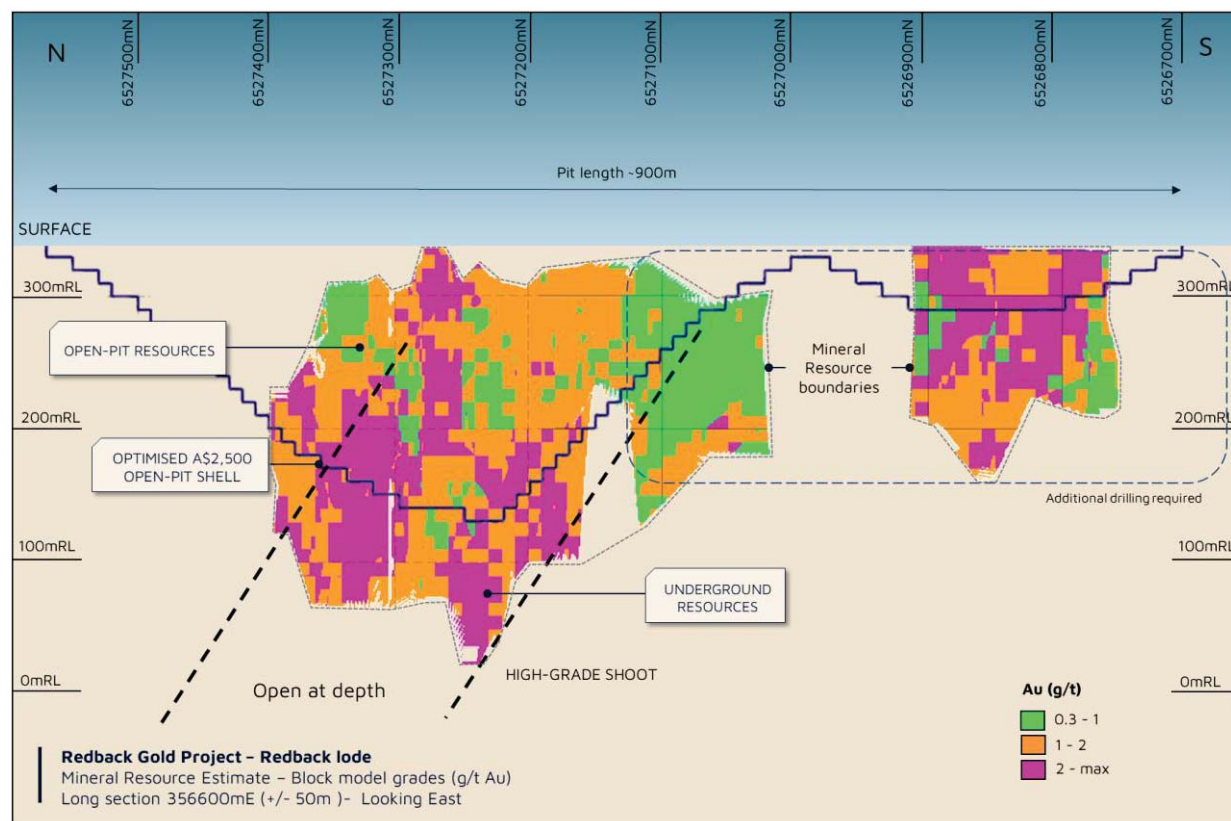 N
S
6527500mN
6527400mN
6527300mN
6527200mN
6527100mN
6527000mN
6526900mN
6526800mN
6526700mN
Pit length ~900m
SURFACE
300mRL
300mRL
OPEN-PIT RESOURCES
Mineral
Resource
boundaries
200mRL
200mRL
OPTIMISED A$2,500
OPEN-PIT SHELL
Additional drilling required
100mRL
100mRL
UNDERGROUND
RESOURCES
HIGH-GRADE SHOOT
0mRL
0mRL
Open at depth
Au (g/t)
0.3 - 1
1 - 2
2 - max
Redback Gold Project – Redback lode
Mineral Resource Estimate – Block model grades (g/t Au)
Long section 356600mE (+/- 50m )- Looking East